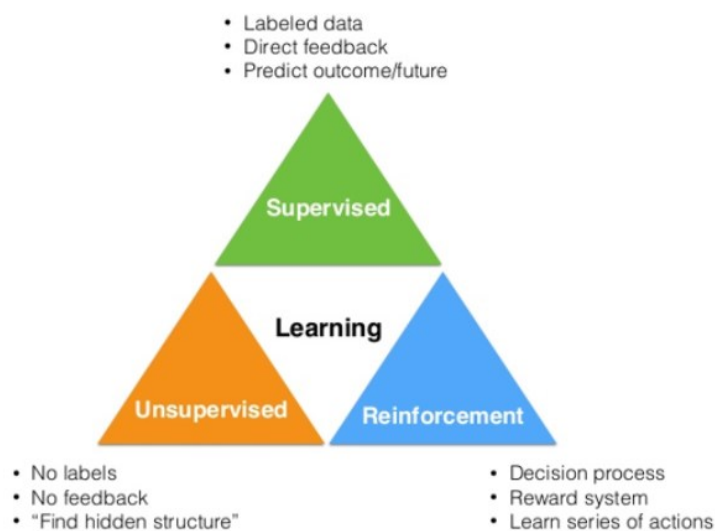 • Labeled data
• Direct feedback
• Predict outcome/future
Supervised
Learning
Unsupervised
Reinforcement
• No labels
• No feedback
• “Find hidden structure”
• Decision process
• Reward system
• Learn series of actions